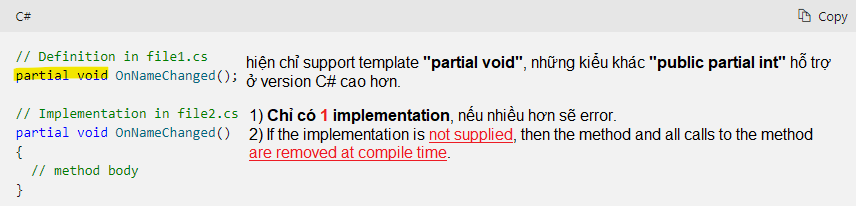 C#
Copy
// Definition in file1.cs
partial void OnNameChanged();
hiện chỉ support template "partial void", những kiểu khác "public partial int" hỗ trợ
ở version C# cao hơn.
// Implementation in file2.cs
partial void OnNameChanged()
{
// method body
}
1) Chỉ có 1 implementation, nếu nhiều hơn sẽ error.
2) If the implementation is not supplied, then the method and all calls to the method
are removed at compile time.